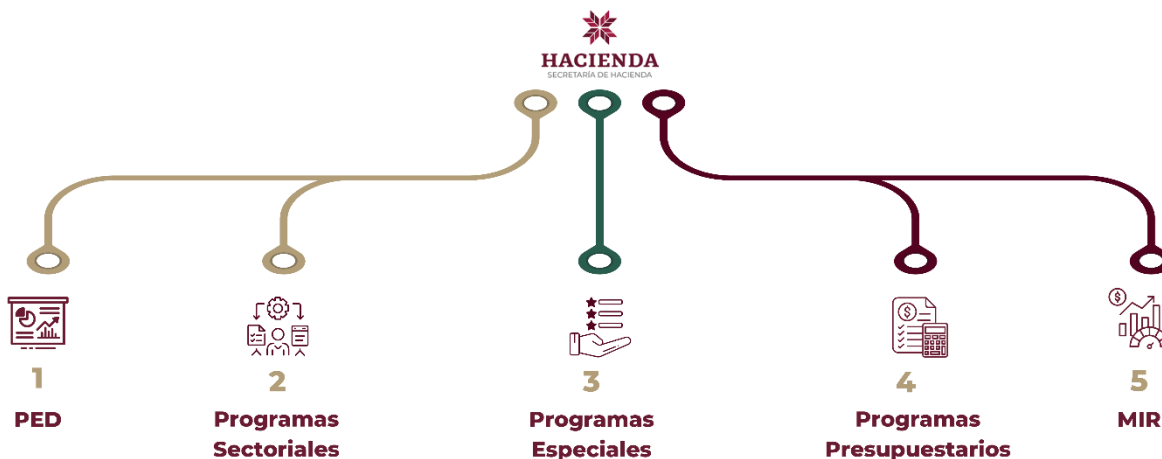 HACIENDA
SECRETARÍA DE HACIENDA
1
PED
2
Programas
Sectoriales
3
Programas
Especiales
4
Programas
Presupuestarios
5
MIR